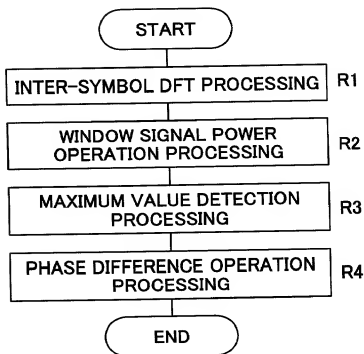 START
INTER-SYMBOL DFT PROCESSING R1
WINDOW SIGNAL POWER
OPERATION PROCESSING R2
MAXIMUM VALUE DETECTION
PROCESSING R3
PHASE DIFFERENCE OPERATION
PROCESSING R4
END